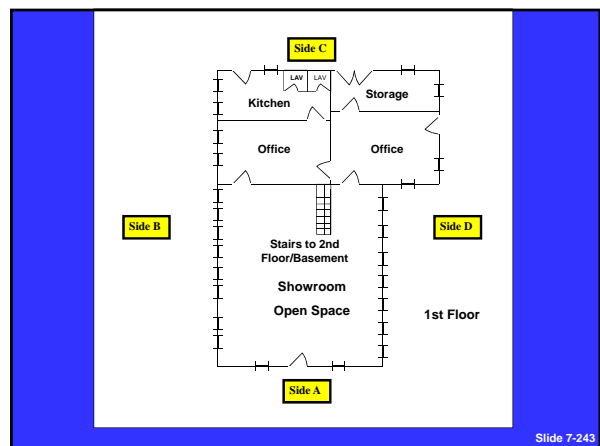 Side C
LAV LAV
Kitchen
Storage
Office
Office
Side B
Side D
Stairs to 2nd
Floor/Basement
Showroom
Open Space
1st Floor
Side A
Slide 7-243